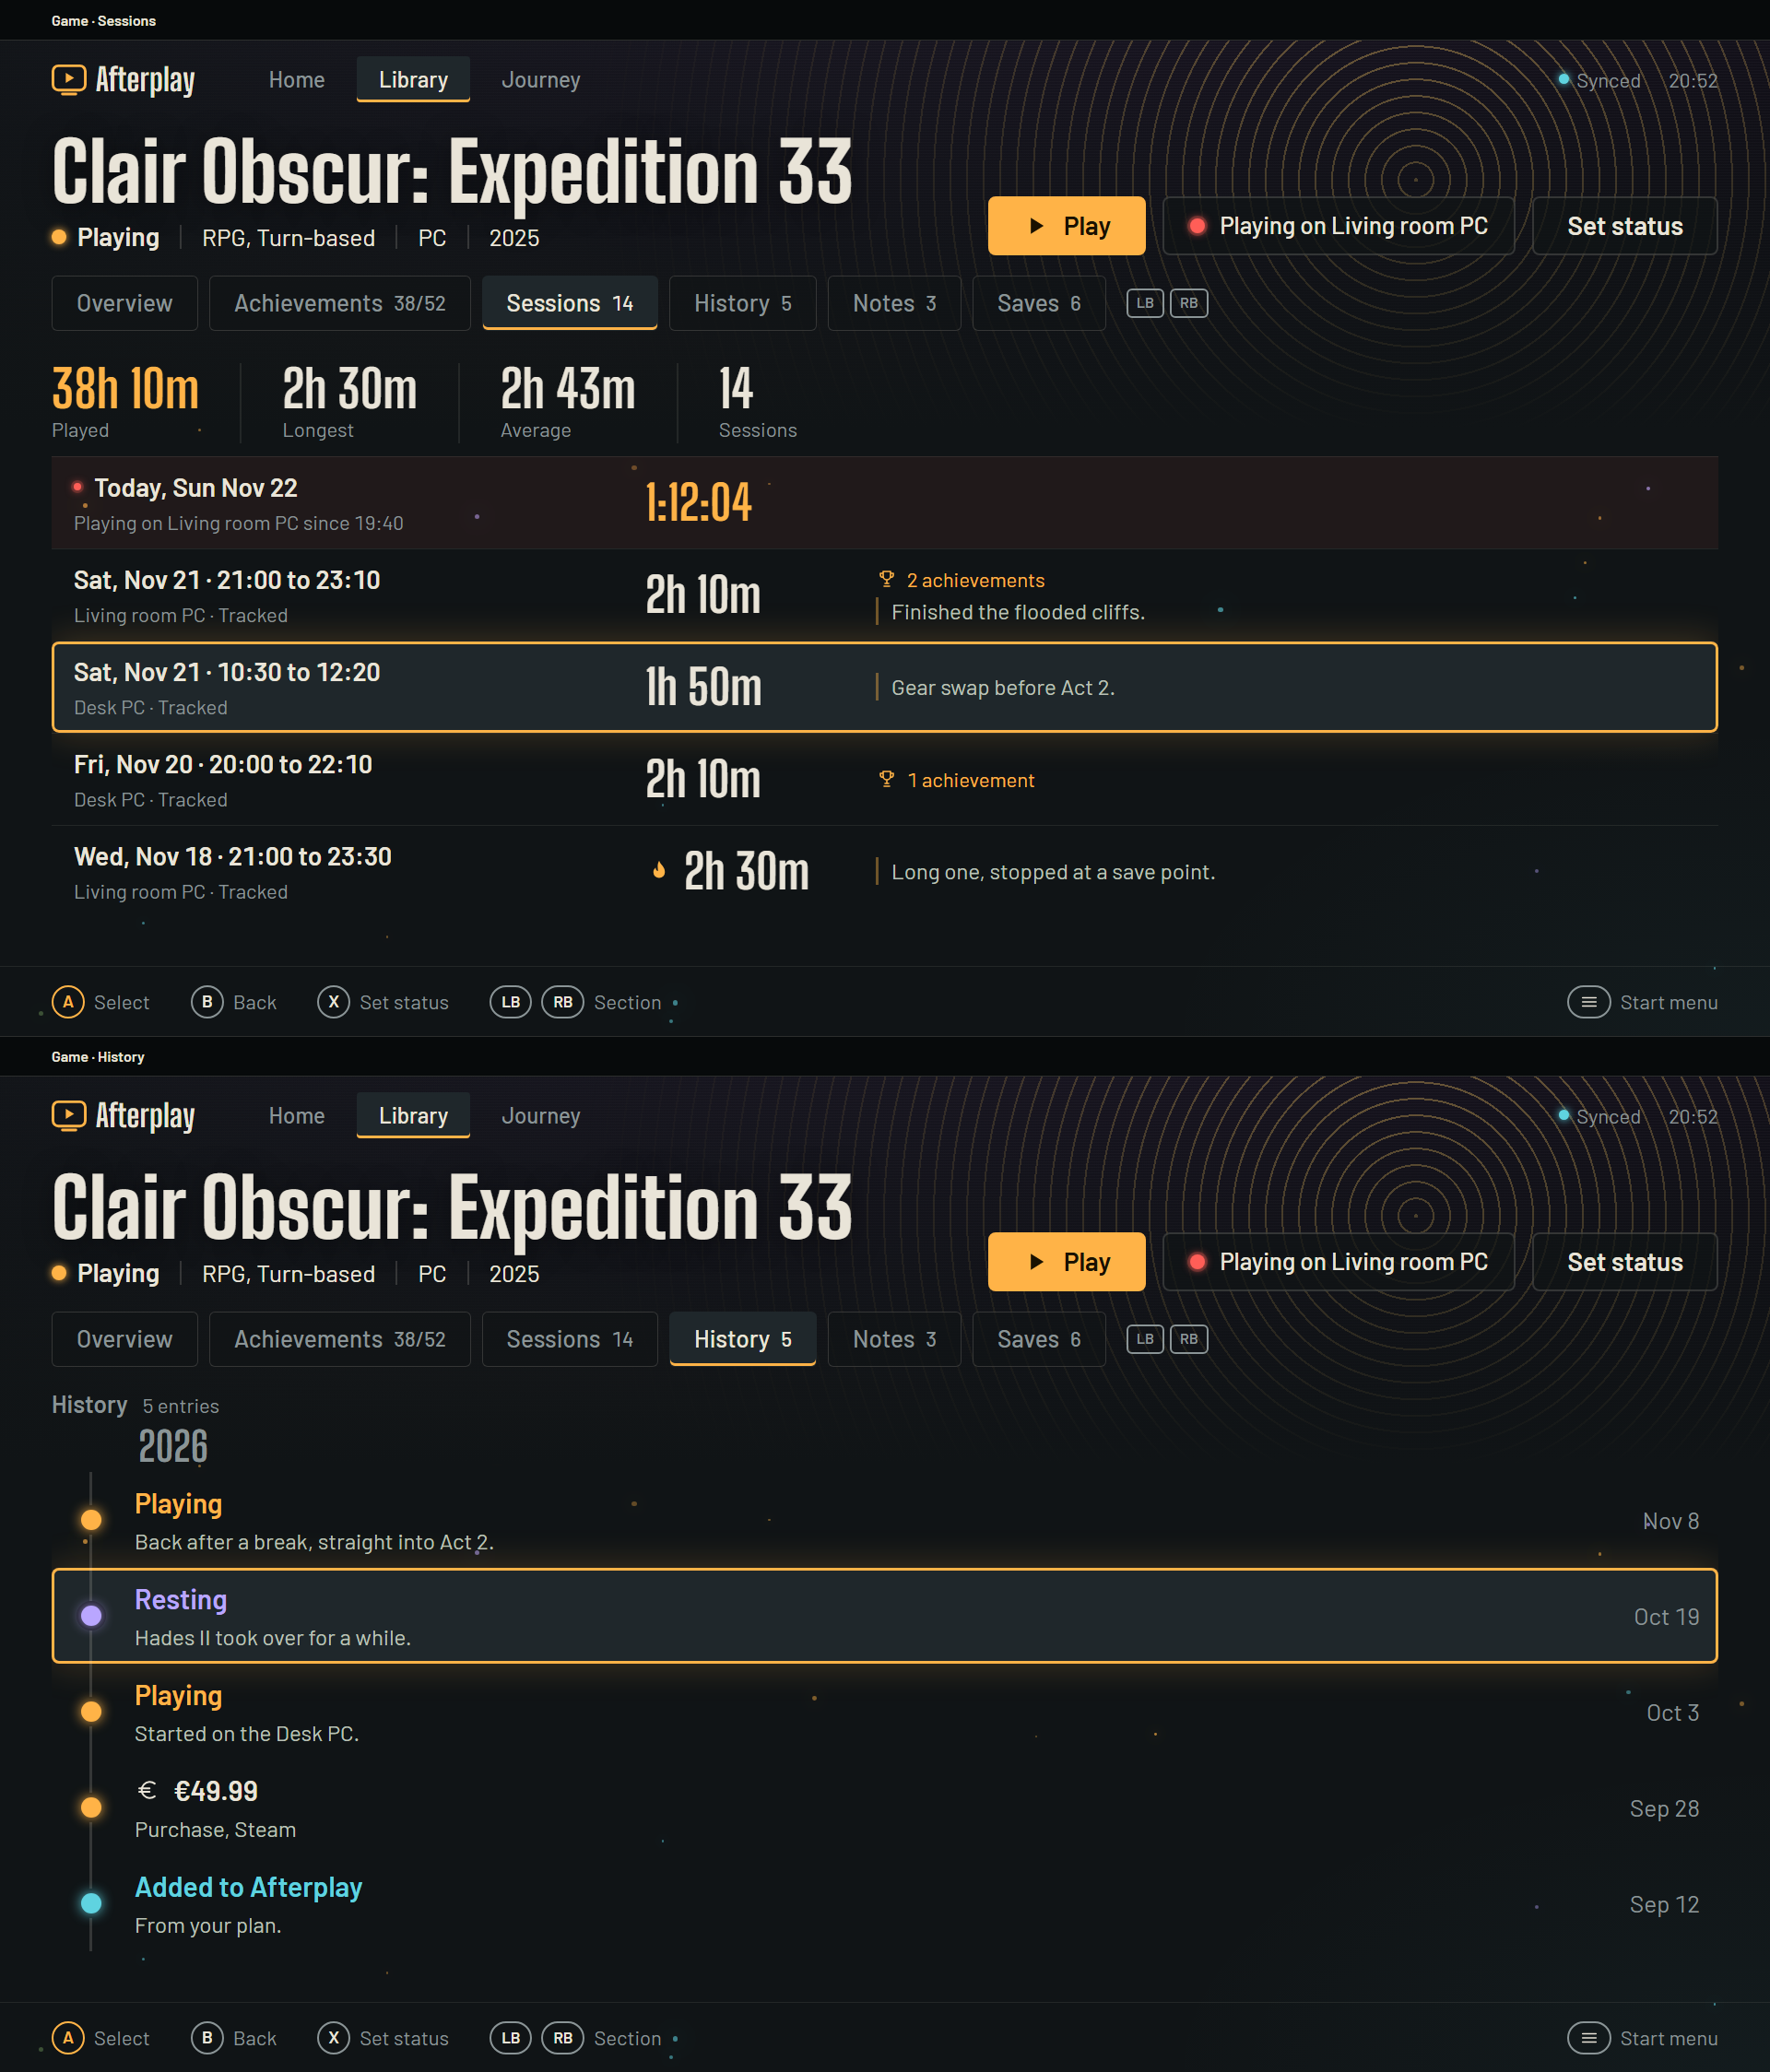 Game · Sessions
Afterplay Home Library Journey Synced 20:52
Clair Obscur: Expedition 33
Playing RPG, Turn-based PC 2025 Play Playing on Living room PC Set status
Overview Achievements 38/52 Sessions 14 History 5 Notes 3 Saves 6 LB RB
38h 10m 2h 30m 2h 43m 14
Played Longest Average Sessions
Today, Sun Nov 22 1:12:04
Playing on Living room PC since 19:40
Sat, Nov 21 · 21:00 to 23:10 2h 10m 2 achievements
Living room PC · Tracked Finished the flooded cliffs.
Sat, Nov 21 · 10:30 to 12:20 1h 50m Gear swap before Act 2.
Desk PC · Tracked
Fri, Nov 20 · 20:00 to 22:10 2h 10m 1 achievement
Desk PC · Tracked
Wed, Nov 18 · 21:00 to 23:30 2h 30m Long one, stopped at a save point.
Living room PC · Tracked
A Select B Back X Set status LB RB Section Start menu
Game · History
Afterplay Home Library Journey Synced 20:52
Clair Obscur: Expedition 33
Playing RPG, Turn-based PC 2025 Play Playing on Living room PC Set status
Overview Achievements 38/52 Sessions 14 History 5 Notes 3 Saves 6 LB RB
History 5 entries
2026
Playing Nov 8
Back after a break, straight into Act 2.
Resting Oct 19
Hades II took over for a while.
Playing Oct 3
Started on the Desk PC.
€ €49.99 Sep 28
Purchase, Steam
Added to Afterplay Sep 12
From your plan.
A Select B Back X Set status LB RB Section Start menu